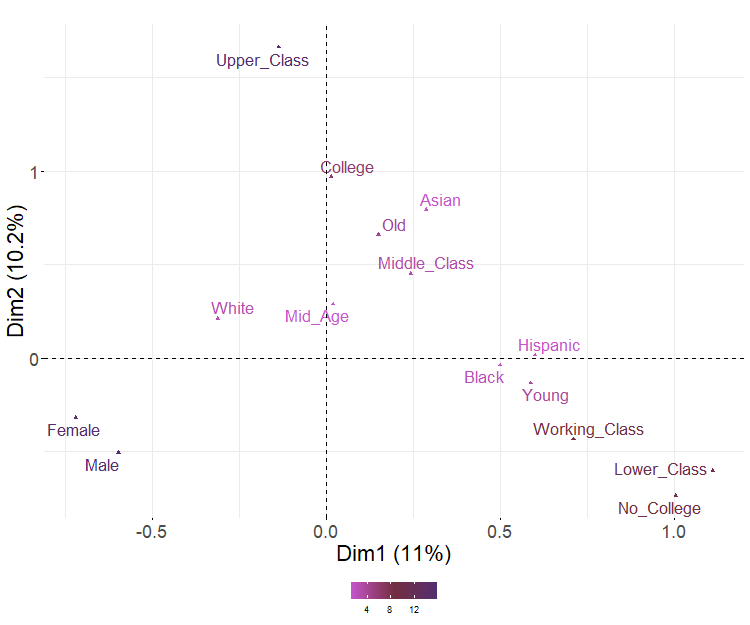 Upper_Class
College
1
Asian
Old
Middle_Class
White
Mid_Age
Dim2 (10.2%)
Hispanic
0
Black
Young
Female
Working_Class
Male
Lower_Class
No_College
-0.5 0.0 0.5 1.0
Dim1 (11%)
4 8 12